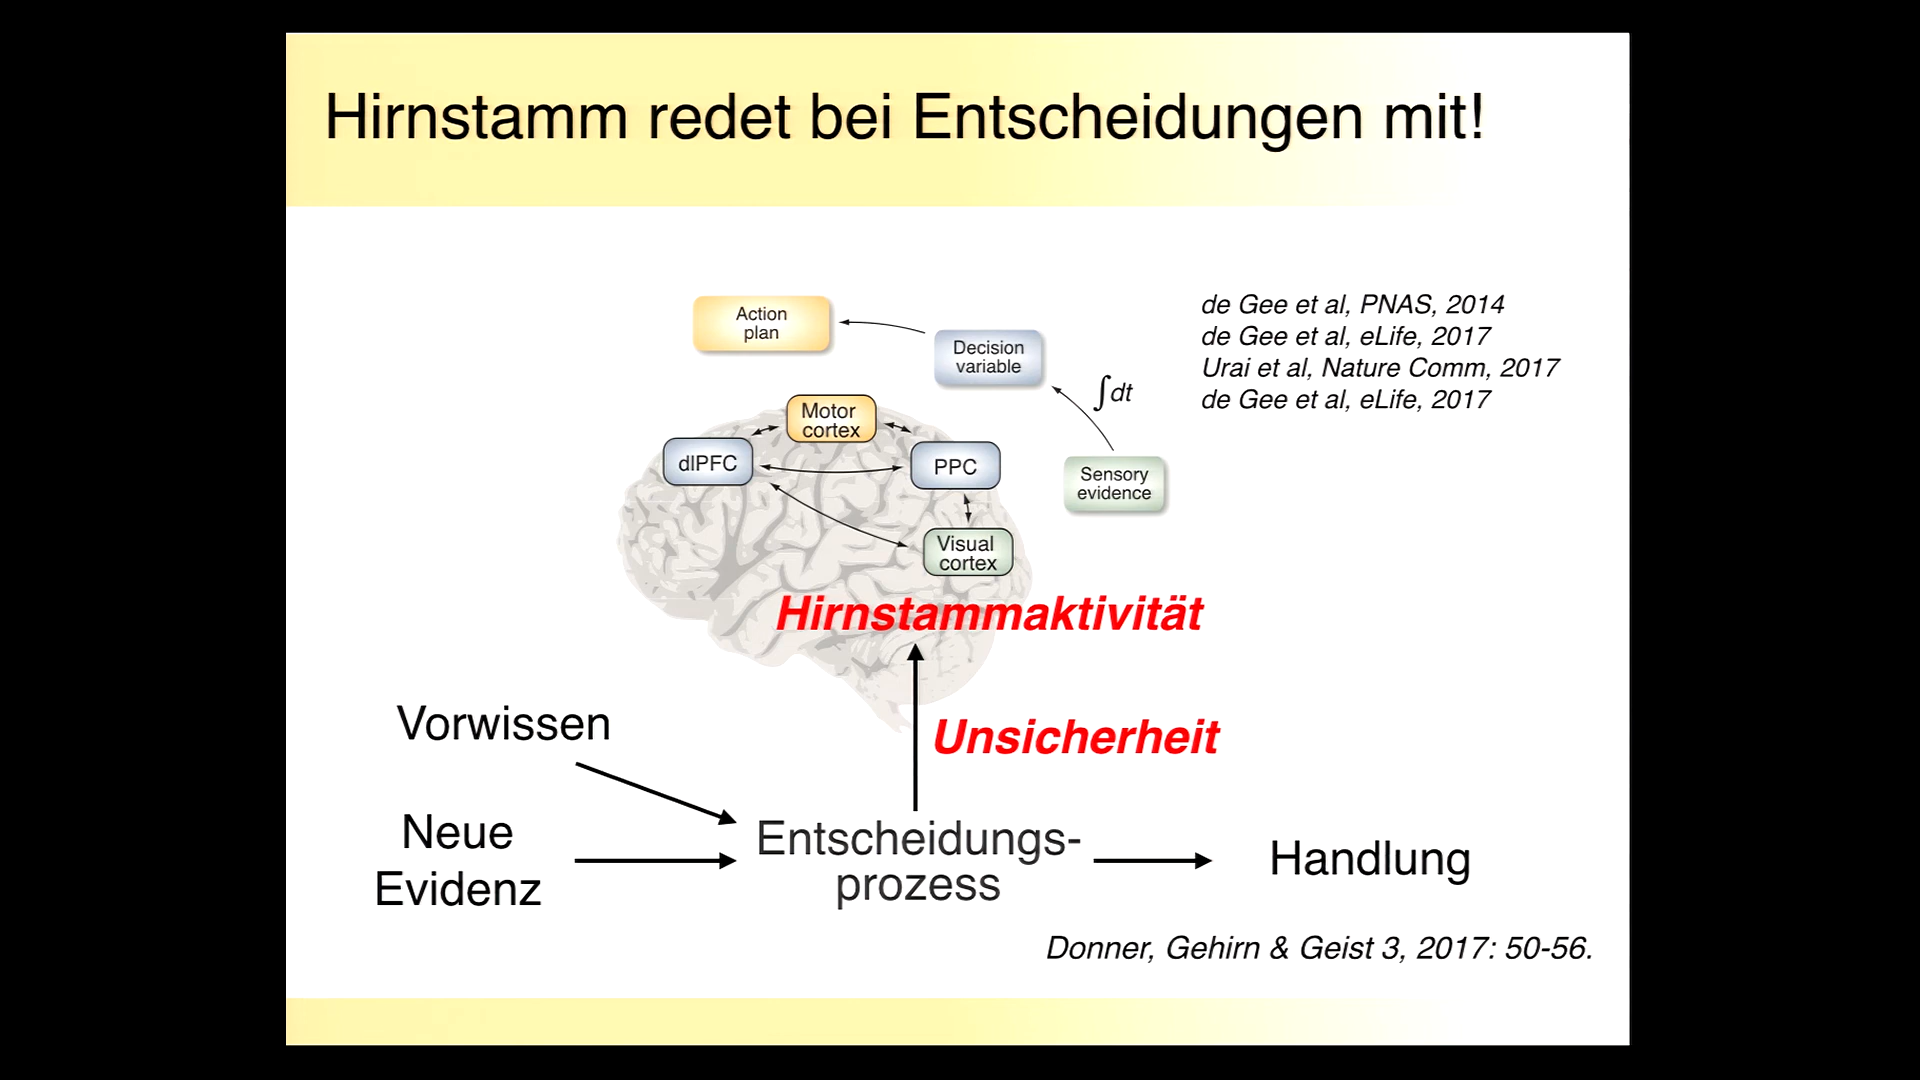 Hirnstamm redet bei Entscheidungen mit!
Action
plan
Decision
variable
∫dt
Sensory
evidence
de Gee et al, PNAS, 2014
de Gee et al, eLife, 2017
Urai et al, Nature Comm, 2017
de Gee et al, eLife, 2017
Motor
cortex
dlPFC
PPC
Visual
cortex
Hirnstammaktivität
Unsicherheit
Vorwissen
Neue
Evidenz
Entscheidungs-
prozess
Handlung
Donner, Gehirn & Geist 3, 2017: 50-56.